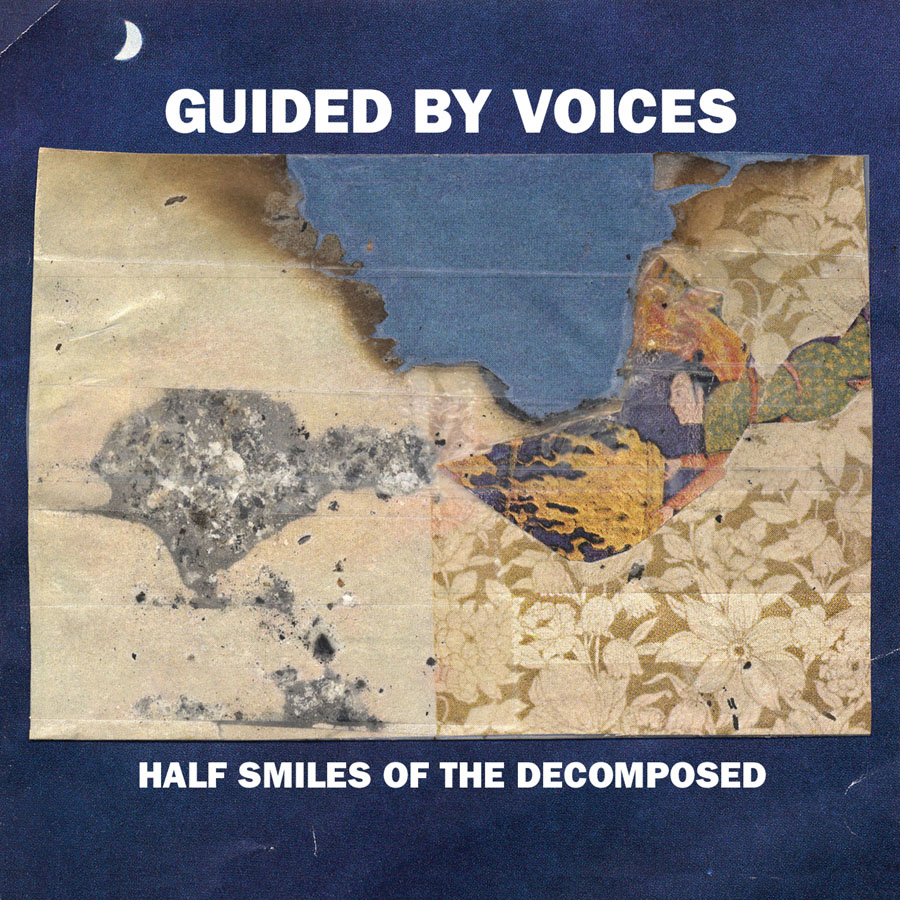 GUIDED BY VOICES
HALF SMILES OF THE DECOMPOSED